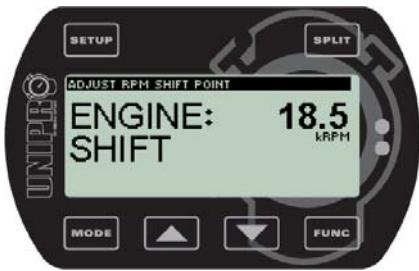 SETUP
SPLIT
UNIPRO
ADJUST RPM SHIFT POINT
ENGINE: 18.5
kRPM
SHIFT
MODE
FUNC